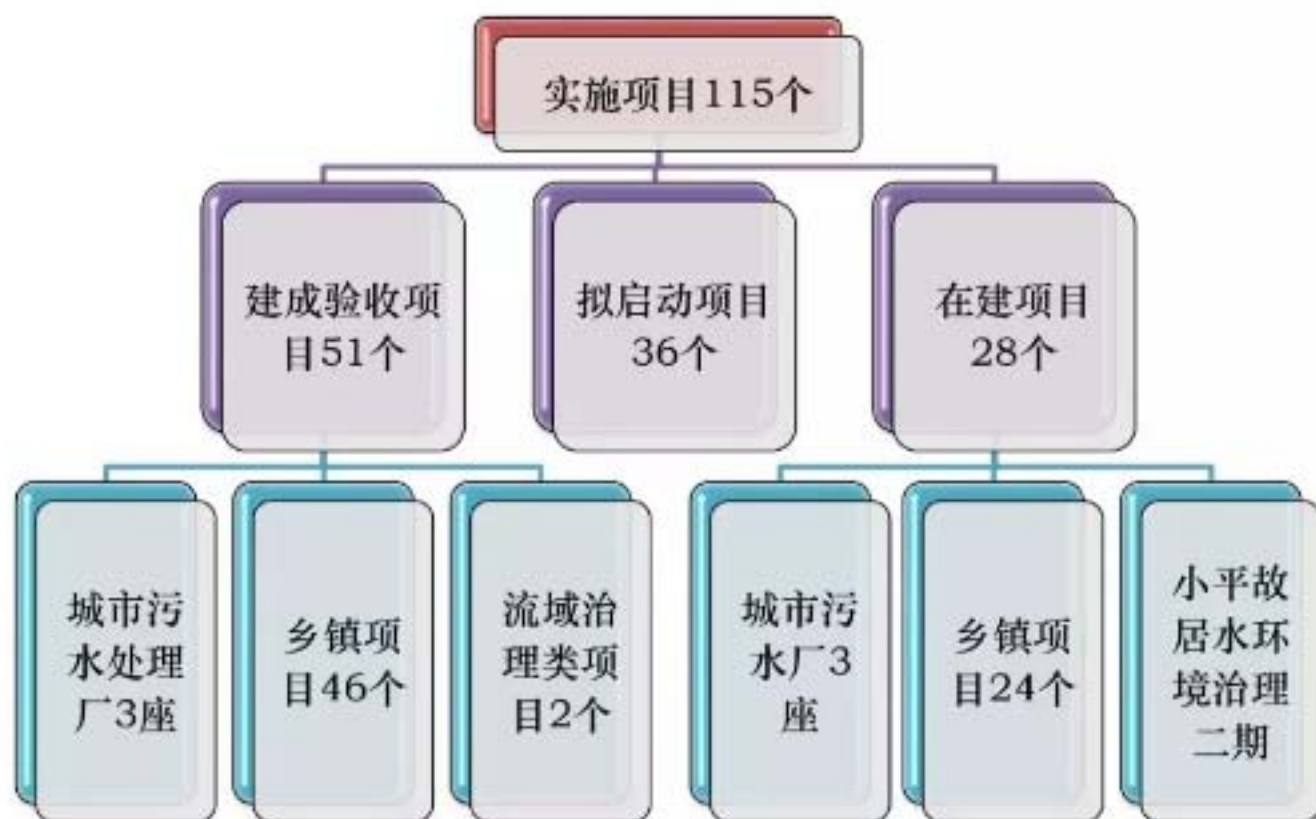 实施项目115个
建成验收项
目51个
拟启动项目
36个
在建项目
28个
城市污
水处理
厂3座
乡镇项
目46个
流域治
理类项
目2个
城市污
水厂3
座
乡镇项
目24个
小平故
居水环
境治理
二期